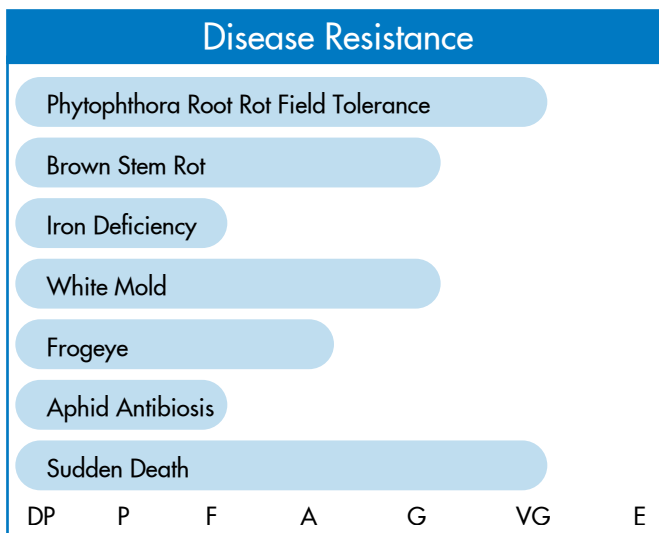 Disease Resistance
Phytophthora Root Rot Field Tolerance
Brown Stem Rot
Iron Deficiency
White Mold
Frogeye
Aphid Antibiosis
Sudden Death
DP P F A G VG E